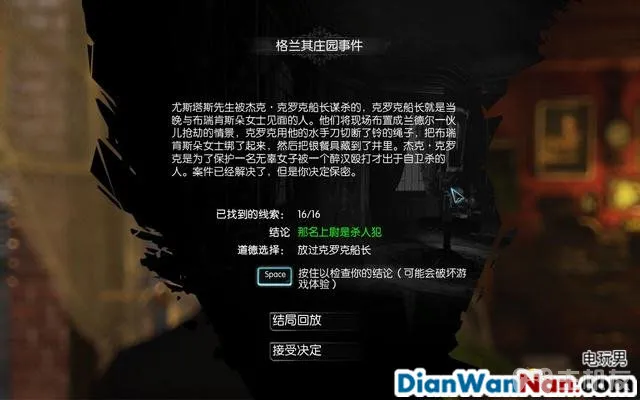 格兰其庄园事件
尤斯塔斯先生被杰克·克罗克船长谋杀的，克罗克船长就是当
晚与布瑞肯斯朵女士见面的人。他们将现场布置成兰德尔一伙
儿抢劫的情景，克罗克用他的水手刀切断了铃的绳子，把布瑞
肯斯朵女士绑了起来，然后把银餐具藏到了井里。杰克·克罗
克是为了保护一名无辜女子被一个醉汉殴打才出于自卫杀的
人。案件已经解决了，但是你决定保密。
已找到的线索： 16/16
结论 那名上尉是杀人犯
道德选择： 放过克罗克船长
Space 按住以检查你的结论（可能会破坏游
戏体验）
结局回放
接受决定
电玩男
DianWanNan.com